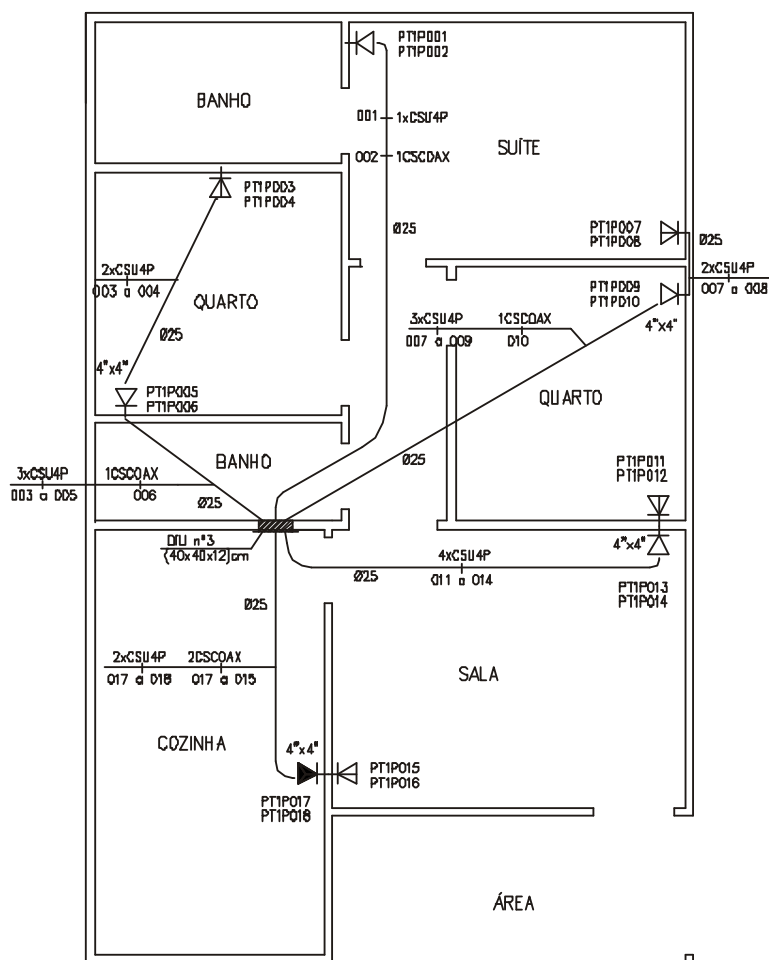 PT1P001
PT1P002
BANHO
001
1xCSU4P
002
1CSCOAX
SUÍTE
PT1P003
PT1P004
Ø25
PT1P007
PT1P008
Ø25
2xCSU4P
003 a 004
2xCSU4P
007 a 008
PT1P009
PT1P010
QUARTO
3xCSU4P
1CSCOAX
007 a 009
010
4"x4"
Ø25
4"x4"
PT1P005
PT1P006
QUARTO
BANHO
Ø25
PT1P011
PT1P012
3xCSU4P
1CSCOAX
003 a 005
006
Ø25
(40x40x12)cm
4"x4"
4xCSU4P
011 a 014
Ø25
PT1P013
PT1P014
Ø25
2xCSU4P
2CSCOAX
017 a 018
017 a 015
SALA
COZINHA
4"x4"
PT1P015
PT1P016
PT1P017
PT1P018
ÁREA